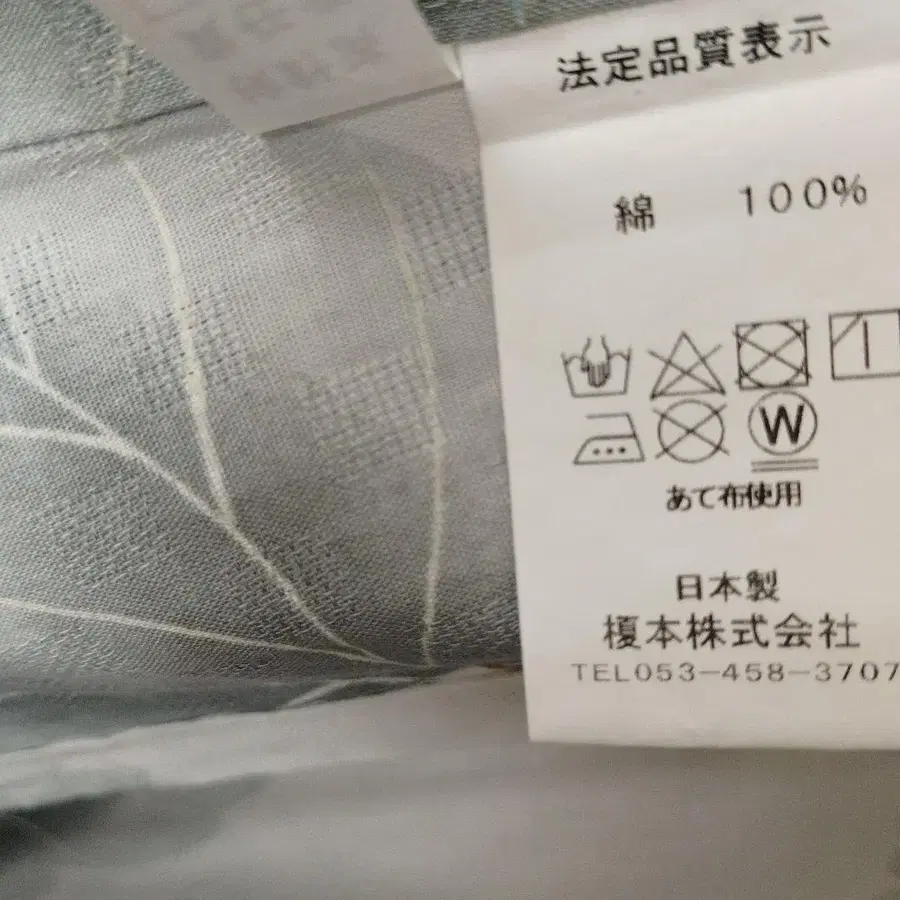 法定品質表示
綿 100%
W
あて布使用
日本製
榎本株式会社
TEL053-458-3707